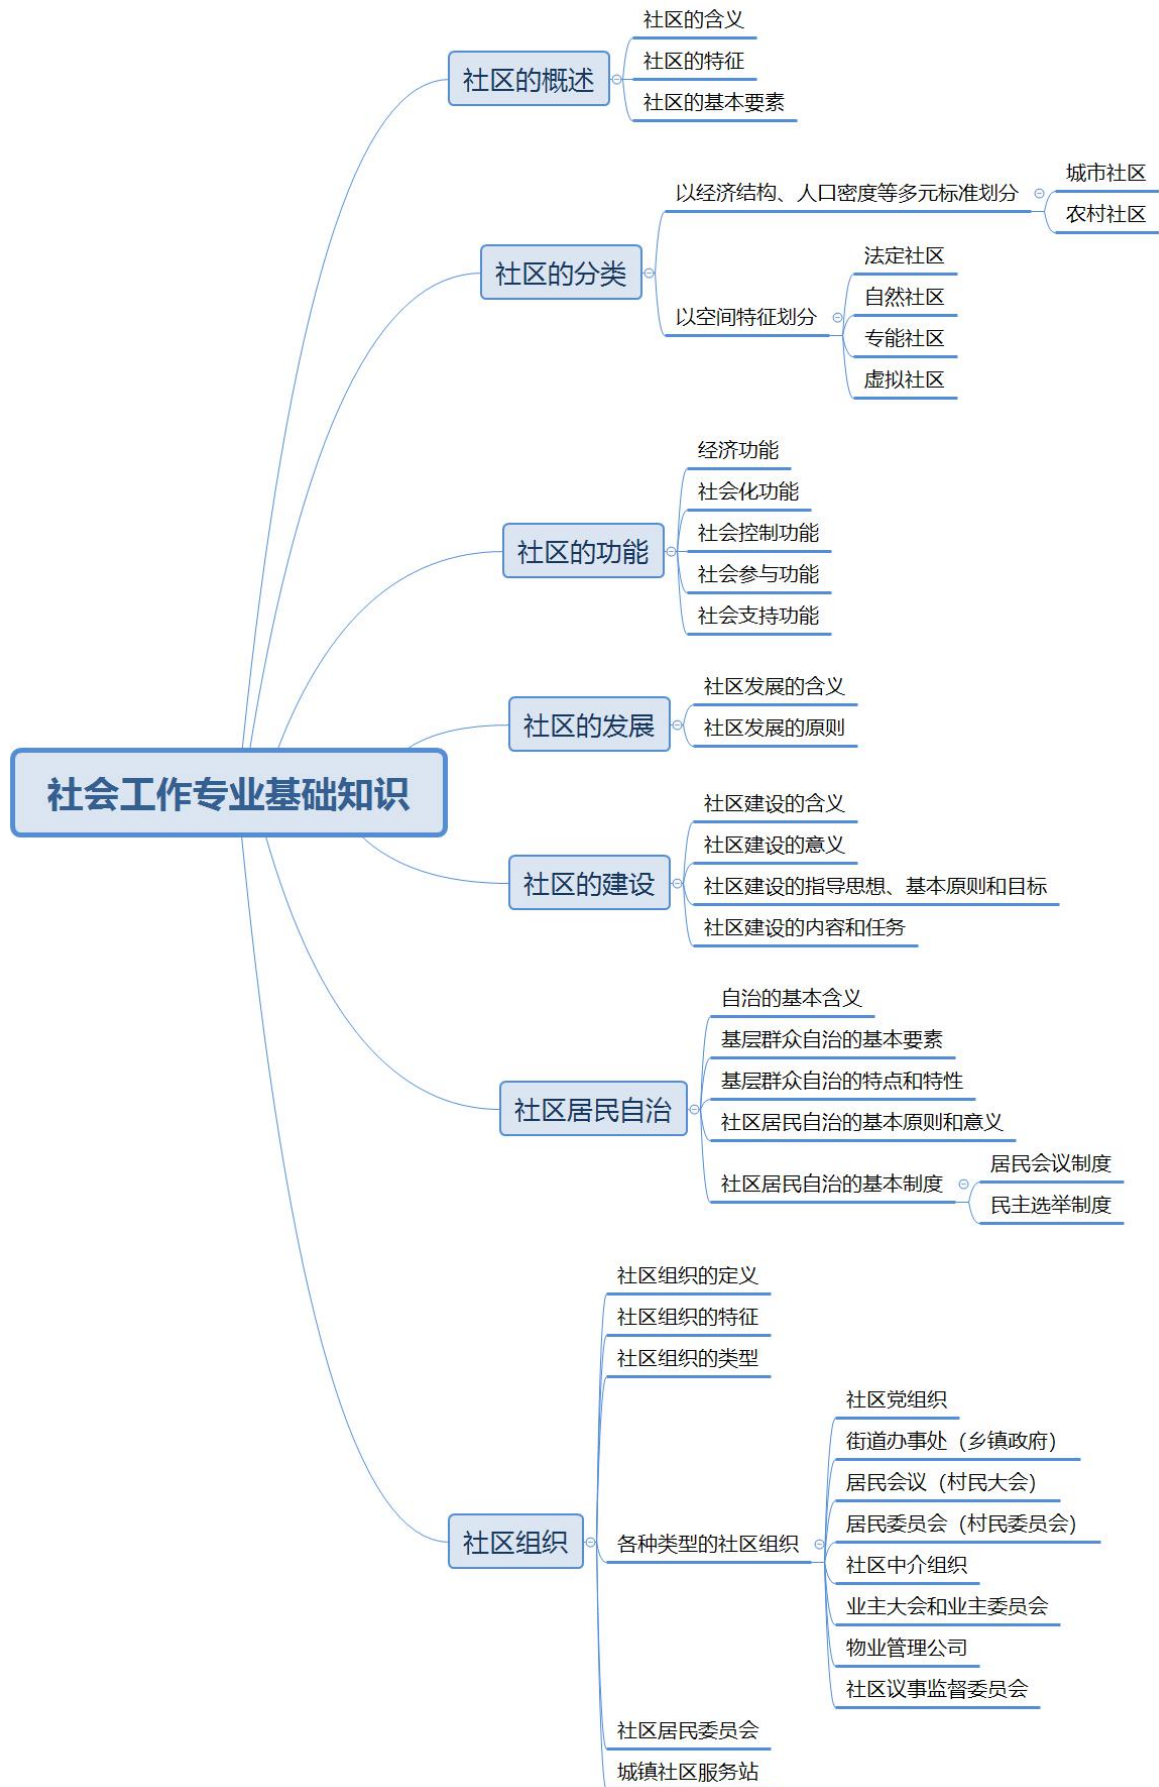 社会工作专业基础知识
社区的概述
社区的含义
社区的特征
社区的基本要素
社区的分类
以经济结构、人口密度等多元标准划分
城市社区
农村社区
以空间特征划分
法定社区
自然社区
专能社区
虚拟社区
社区的功能
经济功能
社会化功能
社会控制功能
社会参与功能
社会支持功能
社区的发展
社区发展的含义
社区发展的原则
社区的建设
社区建设的含义
社区建设的意义
社区建设的指导思想、基本原则和目标
社区建设的内容和任务
社区居民自治
自治的基本含义
基层群众自治的基本要素
基层群众自治的特点和特性
社区居民自治的基本原则和意义
社区居民自治的基本制度
居民会议制度
民主选举制度
社区组织
社区组织的定义
社区组织的特征
社区组织的类型
各种类型的社区组织
社区党组织
街道办事处（乡镇政府）
居民会议（村民大会）
居民委员会（村民委员会）
社区中介组织
业主大会和业主委员会
物业管理公司
社区议事监督委员会
社区居民委员会
城镇社区服务站